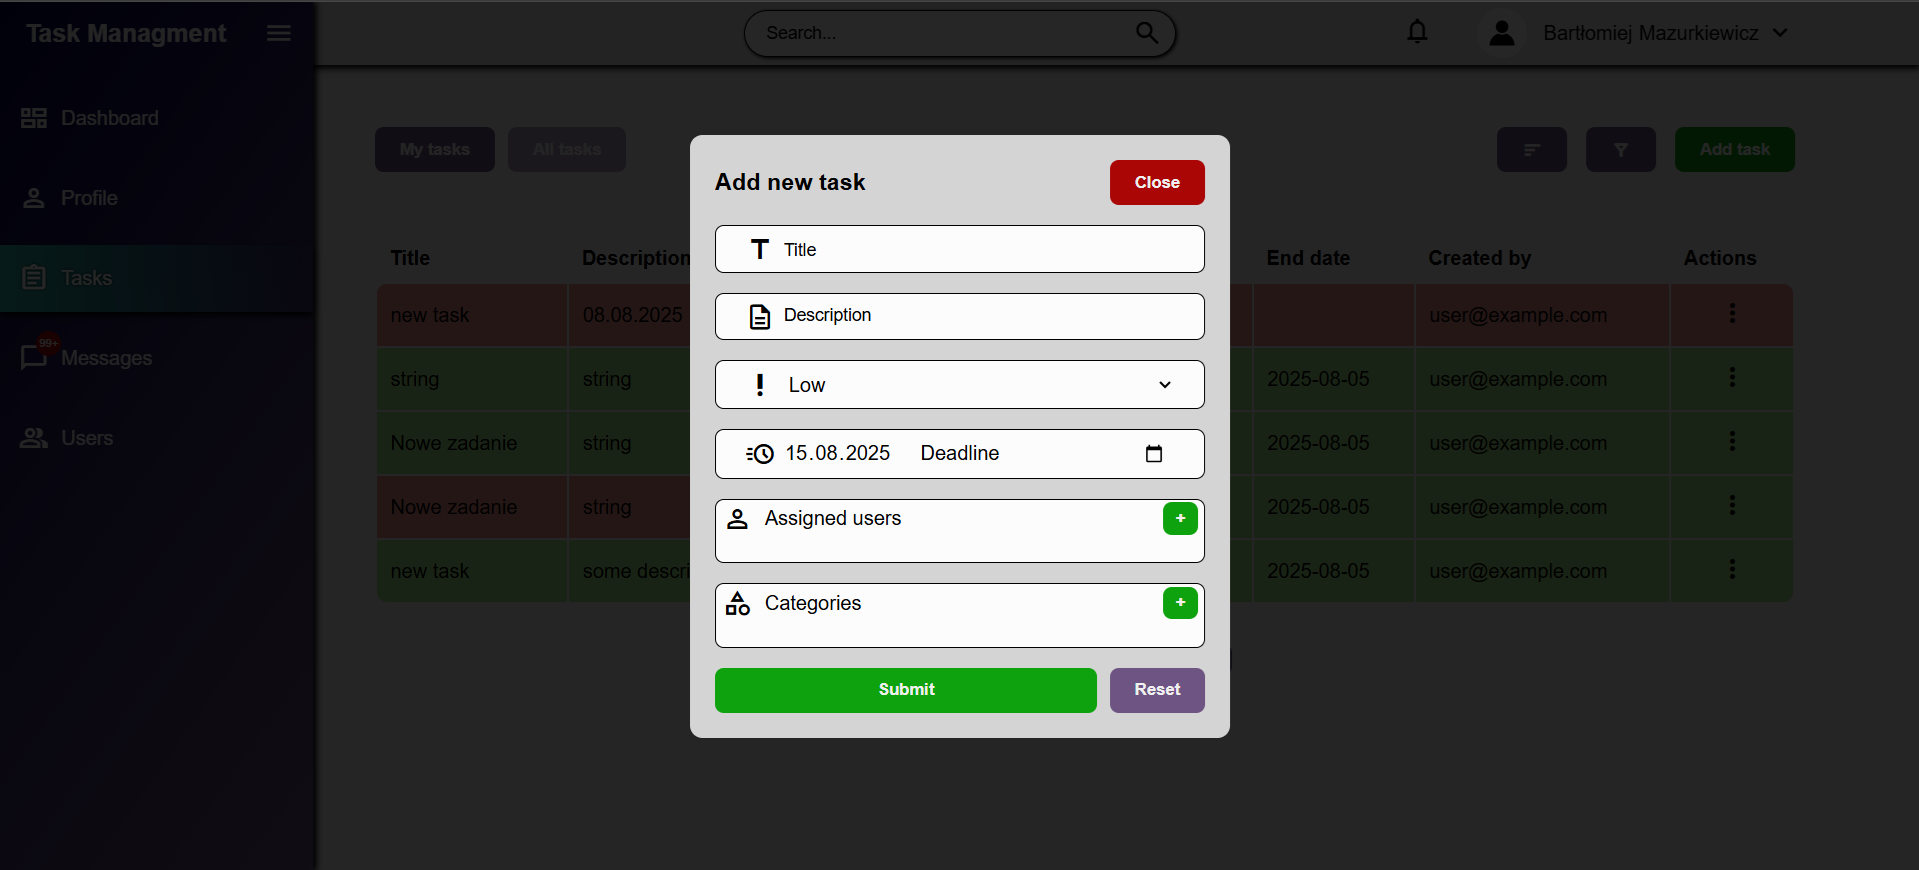 Task Managment
Search...
Bartłomiej Mazurkiewicz
Dashboard
Profile
Tasks
99+
Messages
Users
My tasks
All tasks
Add task
Title
Description
End date
Created by
Actions
new task
08.08.2025
user@example.com
string
string
2025-08-05
user@example.com
Nowe zadanie
string
2025-08-05
user@example.com
Nowe zadanie
string
2025-08-05
user@example.com
new task
some descri
2025-08-05
user@example.com
Add new task
Close
Title
Description
Low
15.08.2025 Deadline
Assigned users
+
Categories
+
Submit
Reset